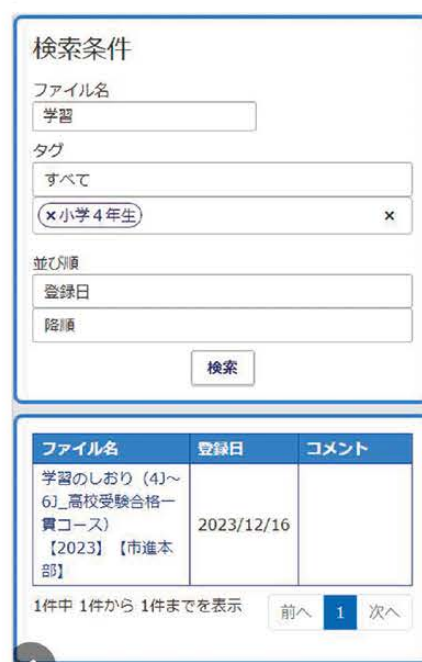 検索条件
ファイル名
学習
タグ
すべて
×小学4年生 ×
並び順
登録日
降順
検索
ファイル名 登録日 コメント
学習のしおり（4J～
6J_高校受験合格一
貫コース）
【2023】【市進本 2023/12/16
部】
1件中 1件から 1件までを表示 前へ 1 次へ